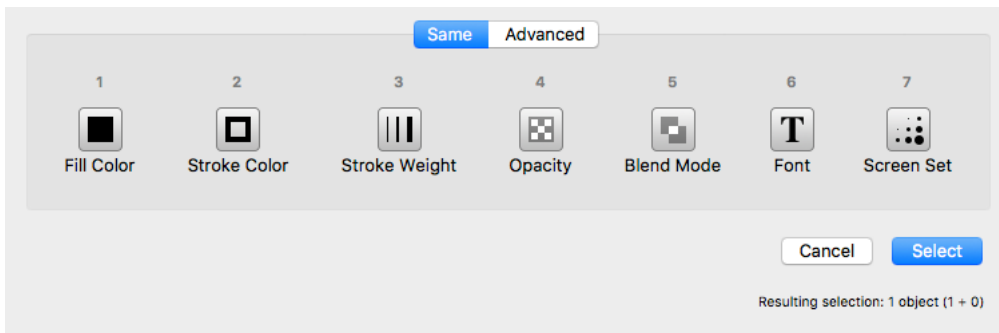 Same Advanced
1 2 3 4 5 6 7
T
Fill Color Stroke Color Stroke Weight Opacity Blend Mode Font Screen Set
Cancel Select
Resulting selection: 1 object (1 + 0)